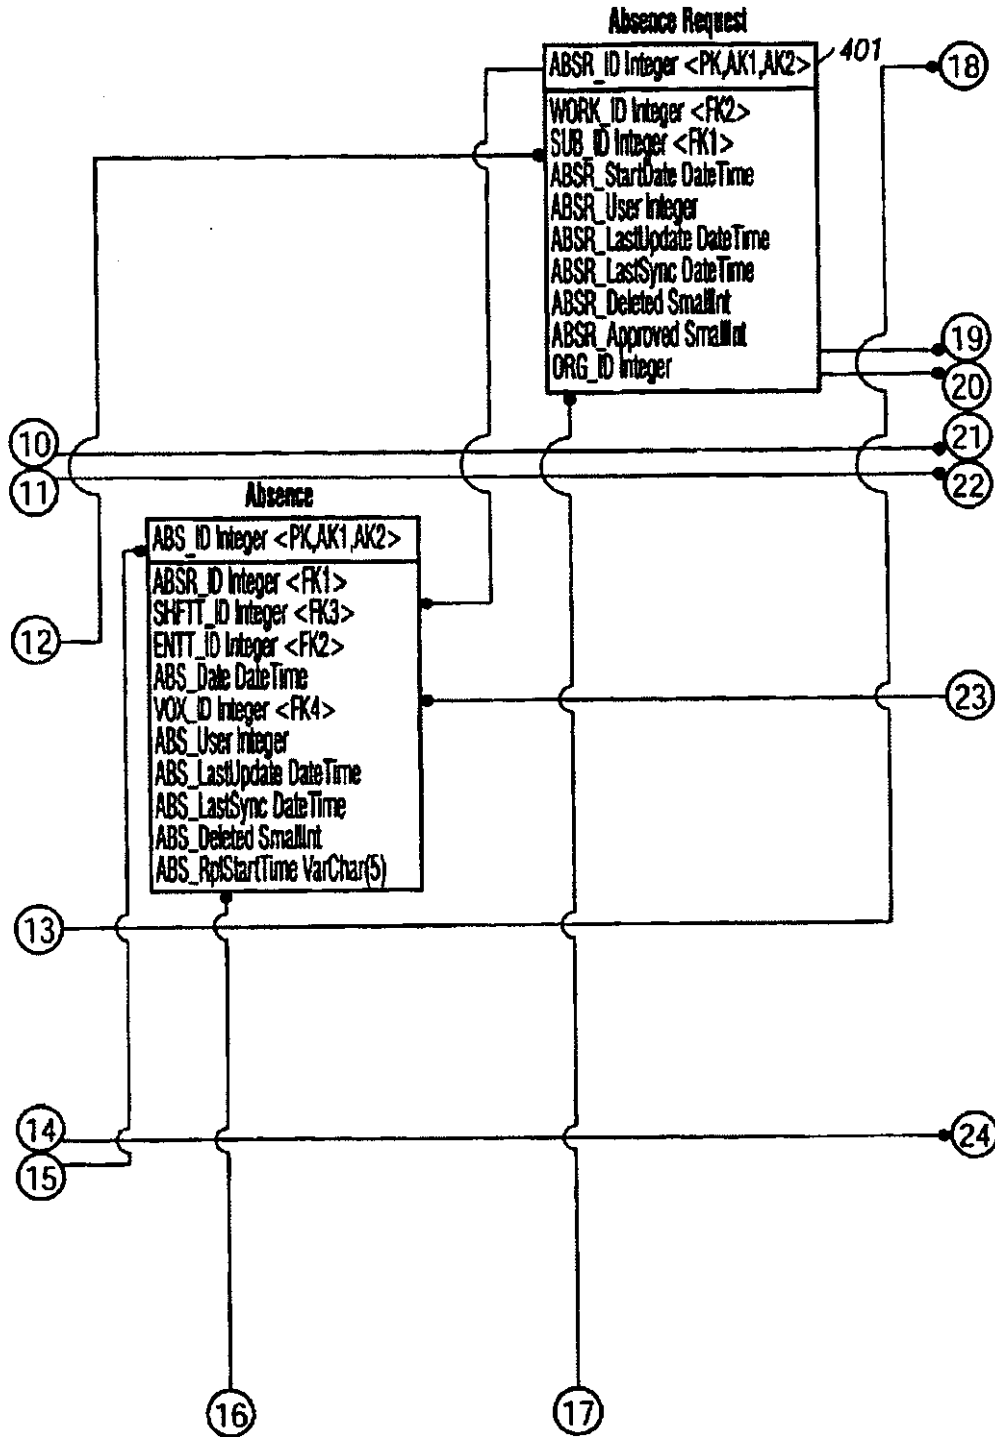 Absence Request
ABSR_ID Integer <PK,AK1,AK2>
401
18
WORK_ID Integer <FK2>
SUB_ID Integer <FK1>
ABSR_StartDate DateTime
ABSR_User Integer
ABSR_LastUpdate DateTime
ABSR_LastSync DateTime
ABSR_Deleted SmallInt
ABSR_Approved SmallInt
ORG_ID Integer
19
20
10
21
11
22
Absence
ABS_ID Integer <PK,AK1,AK2>
ABSR_ID Integer <FK1>
SHFTT_ID Integer <FK3>
ENTT_ID Integer <FK2>
ABS_Date DateTime
VOX_ID Integer <FK4>
ABS_User Integer
ABS_LastUpdate DateTime
ABS_LastSync DateTime
ABS_Deleted SmallInt
ABS_RplStartTime VarChar(5)
12
23
13
14
24
15
16
17